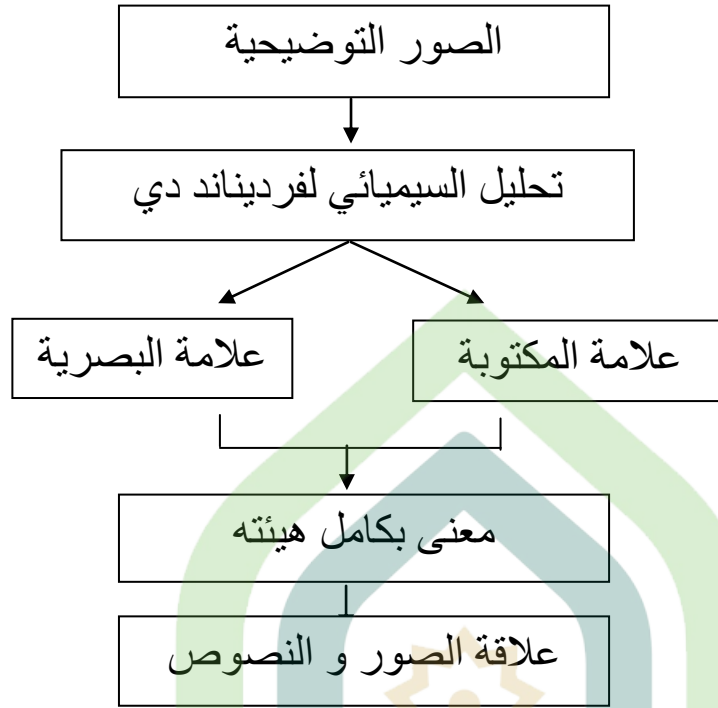 الصور التوضيحية
تحليل السيميائي لفرديناند دي
علامة المكتوبة
علامة البصرية
معنى بكامل هيئته
علاقة الصور و النصوص